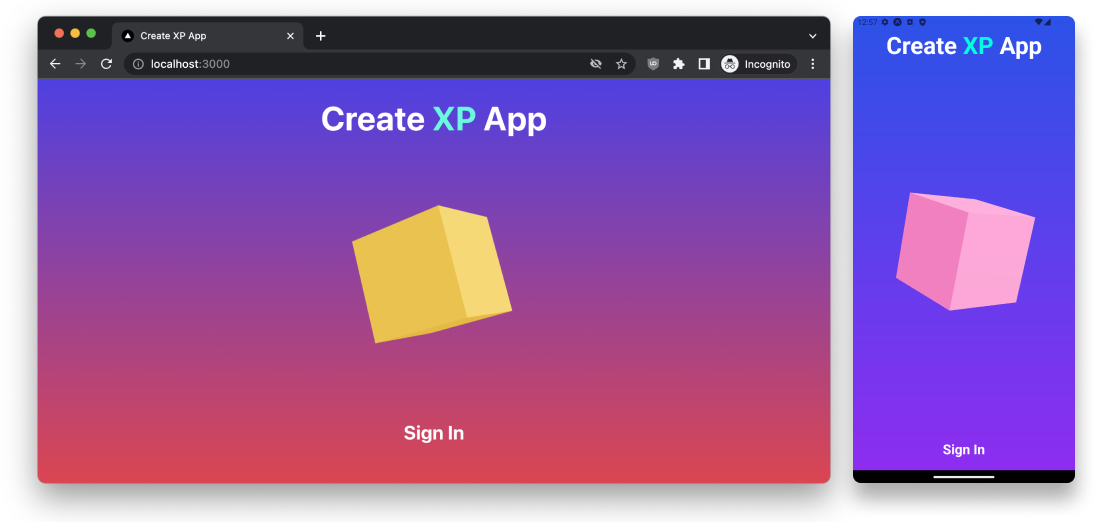 Create XP App
localhost:3000
Incognito
Create XP App
Sign In
12:57
Create XP App
Sign In